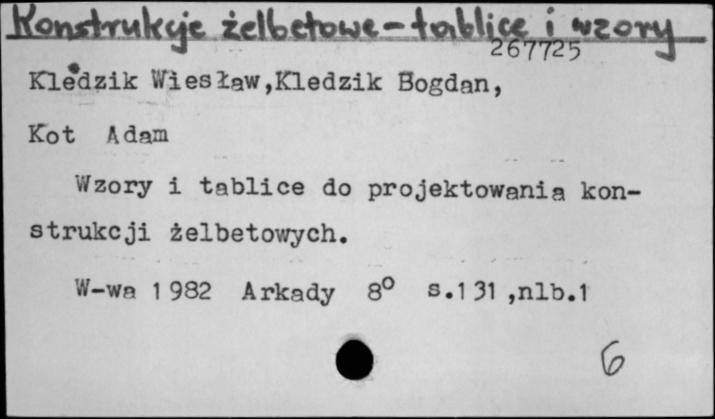 Konstrukcje żelbetowe - tablice i wzory
267725
Kledzik Wiesław,Kledzik Bogdan,
Kot Adam
Wzory i tablice do projektowania kon-
strukcji żelbetowych.
W-wa 1982 Arkady 8° s.131,nlb.1
6